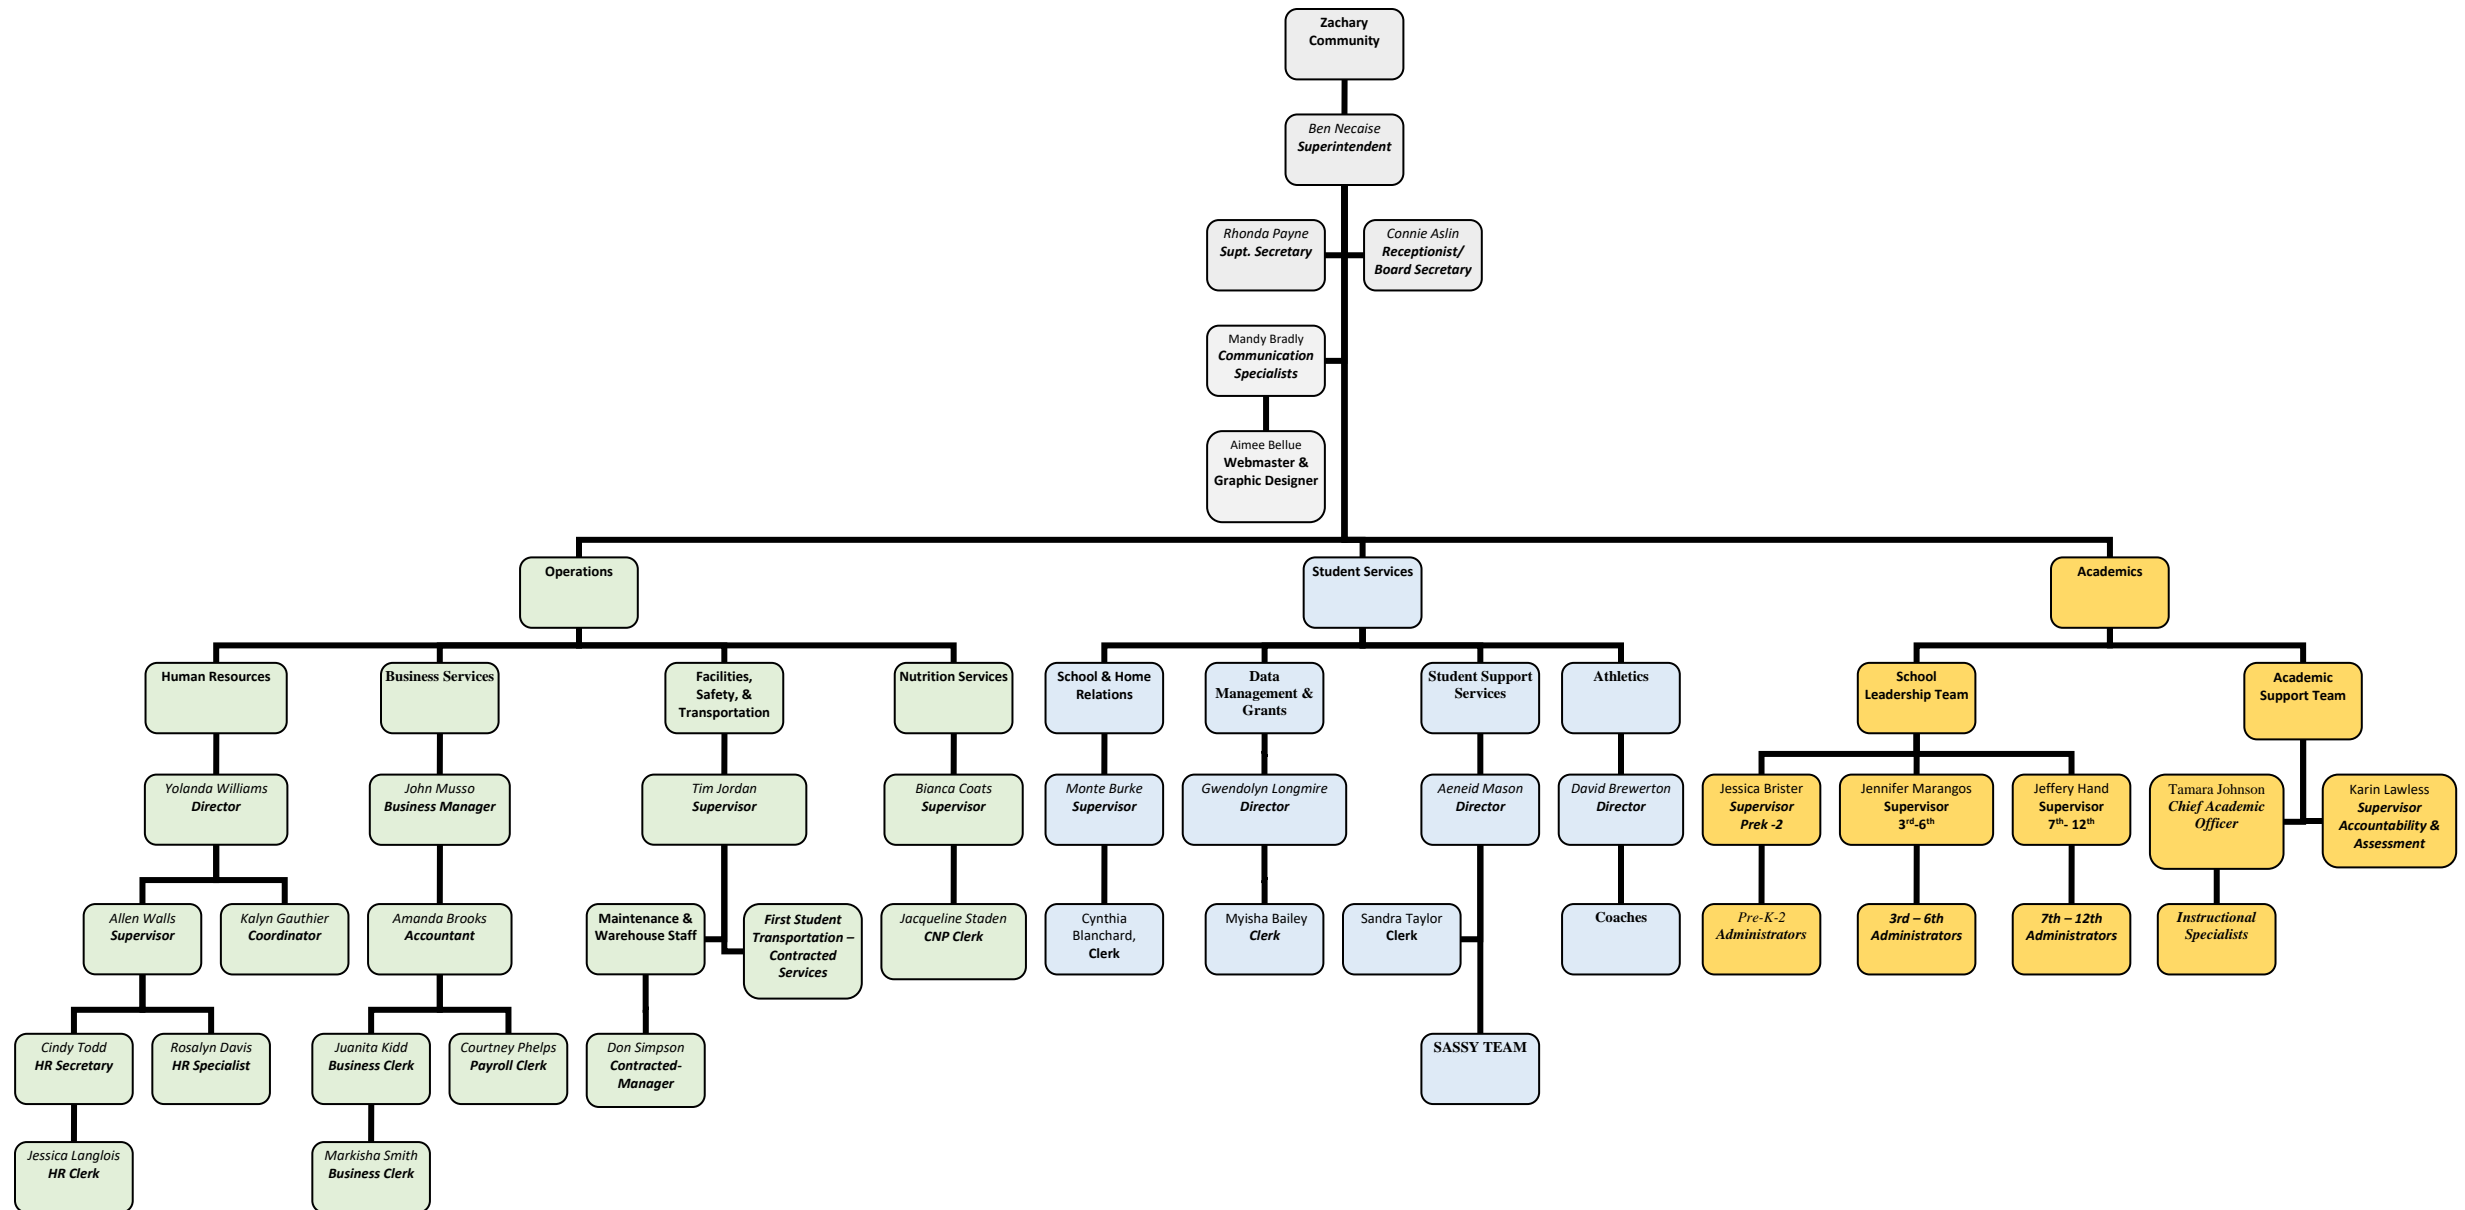 Zachary
Community
Ben Necaise
Superintendent
Rhonda Payne
Supt. Secretary
Connie Aslin
Receptionist/
Board Secretary
Mandy Bradly
Communication
Specialists
Aimee Bellue
Webmaster &
Graphic Designer
Operations
Student Services
Academics
Human Resources
Business Services
Facilities,
Safety, &
Transportation
Nutrition Services
School & Home
Relations
Data
Management &
Grants
Student Support
Services
Athletics
School
Leadership Team
Academic
Support Team
Yolanda Williams
Director
John Musso
Business Manager
Tim Jordan
Supervisor
Bianca Coats
Supervisor
Monte Burke
Supervisor
Gwendolyn Longmire
Director
Aeneid Mason
Director
David Brewerton
Director
Jessica Brister
Supervisor
Prek -2
Jennifer Marangos
Supervisor
3rd-6th
Jeffery Hand
Supervisor
7th- 12th
Tamara Johnson
Chief Academic
Officer
Karin Lawless
Supervisor
Accountability &
Assessment
Allen Walls
Supervisor
Kalyn Gauthier
Coordinator
Amanda Brooks
Accountant
Maintenance &
Warehouse Staff
First Student
Transportation –
Contracted
Services
Jacqueline Staden
CNP Clerk
Cynthia
Blanchard,
Clerk
Myisha Bailey
Clerk
Sandra Taylor
Clerk
Coaches
Pre-K-2
Administrators
3rd – 6th
Administrators
7th – 12th
Administrators
Instructional
Specialists
Cindy Todd
HR Secretary
Rosalyn Davis
HR Specialist
Juanita Kidd
Business Clerk
Courtney Phelps
Payroll Clerk
Don Simpson
Contracted-
Manager
SASSY TEAM
Jessica Langlois
HR Clerk
Markisha Smith
Business Clerk